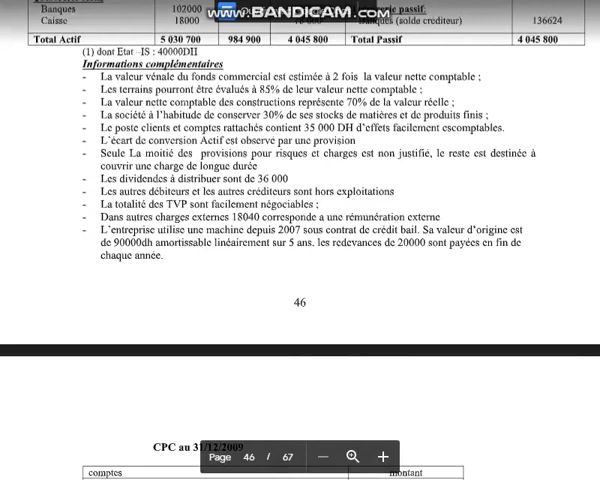 Banques 102000
Caisse 18000 Banques (solde créditeur) 136624
www.BANDICAM.COM
Total Actif 5 030 700 984 900 4 045 800 Total Passif 4 045 800
(1) dont Etat –IS : 40000DH
Informations complémentaires
- La valeur vénale du fonds commercial est estimée à 2 fois la valeur nette comptable ;
- Les terrains pourront être évalués à 85% de leur valeur nette comptable ;
- La valeur nette comptable des constructions représente 70% de la valeur réelle ;
- La société à l'habitude de conserver 30% de ses stocks de matières et de produits finis ;
- Le poste clients et comptes rattachés contient 35 000 DH d'effets facilement escomptables.
- L'écart de conversion Actif est observé par une provision
- Seule La moitié des provisions pour risques et charges est non justifié, le reste est destinée à
couvrir une charge de longue durée
- Les dividendes à distribuer sont de 36 000
- Les autres débiteurs et les autres créditeurs sont hors exploitations
- La totalité des TVP sont facilement négociables ;
- Dans autres charges externes 18040 corresponde a une rémunération externe
- L'entreprise utilise une machine depuis 2007 sous contrat de crédit bail. Sa valeur d'origine est
de 90000dh amortissable linéairement sur 5 ans. les redevances de 20000 sont payées en fin de
chaque année.
46
CPC au 31/12/2009
Page 46 / 67 — +
comptes montant